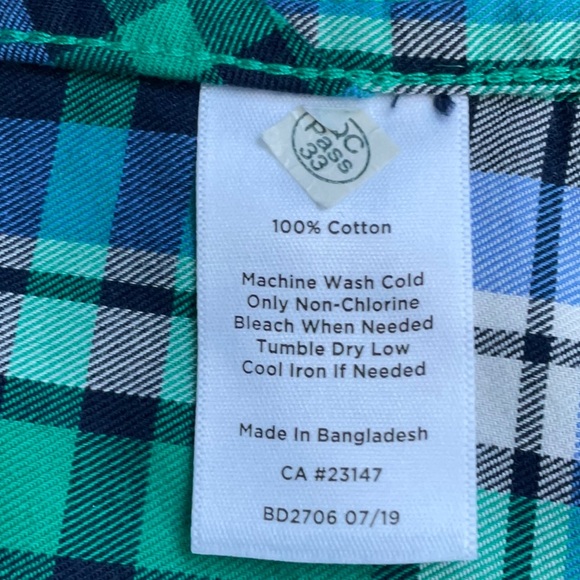 QC
Pass
33
100% Cotton
Machine Wash Cold
Only Non-Chlorine
Bleach When Needed
Tumble Dry Low
Cool Iron If Needed
Made In Bangladesh
CA #23147
BD2706 07/19